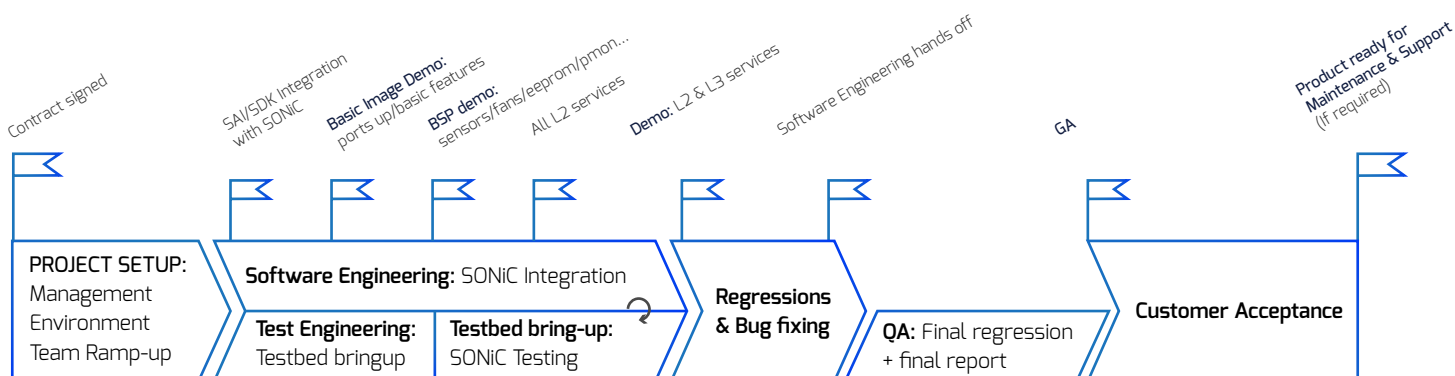 Contract signed
SAI/SDK Integration
with SONiC
Basic Image Demo:
ports up/basic features
BSP demo:
sensors/fans/eeprom/pmon...
All L2 services
Demo: L2 & L3 services
Software Engineering hands off
GA
Product ready for
Maintenance & Support
(If required)
PROJECT SETUP:
Management
Environment
Team Ramp-up
Software Engineering: SONiC Integration
Test Engineering:
Testbed bringup
Testbed bring-up:
SONiC Testing
Regressions
& Bug fixing
QA: Final regression
+ final report
Customer Acceptance